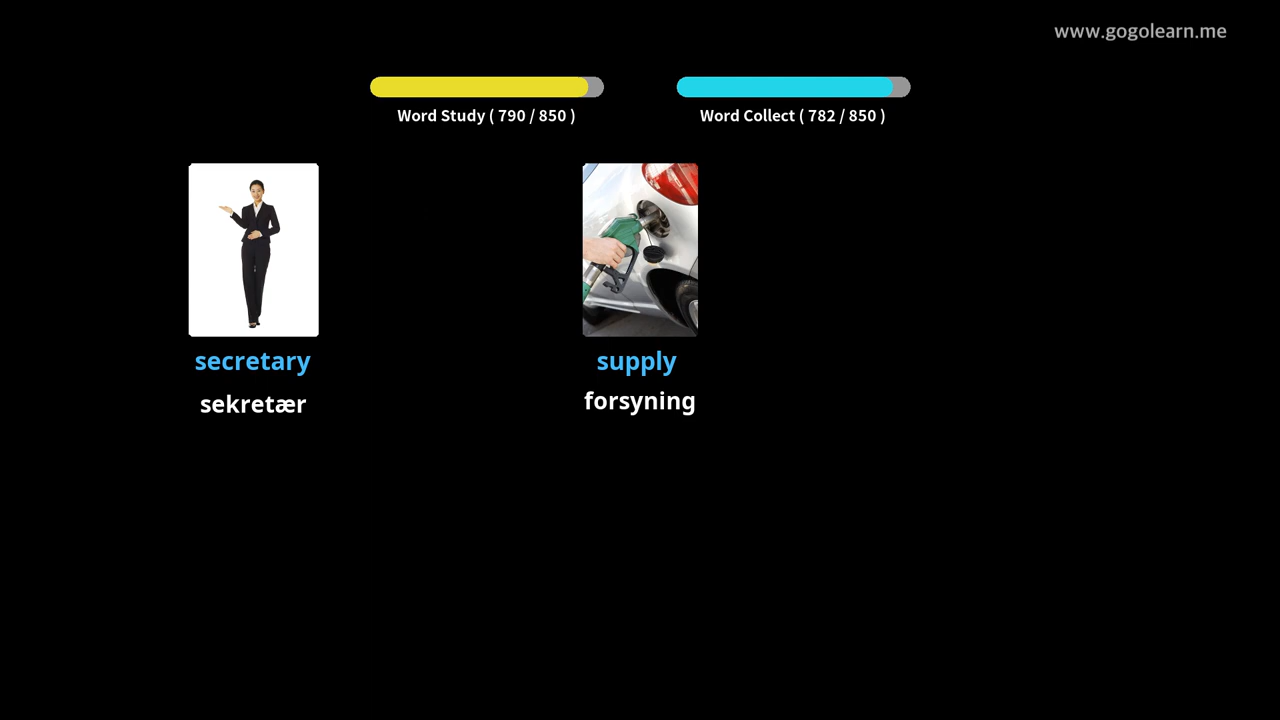 www.gogolearn.me
Word Study ( 790 / 850 )
Word Collect ( 782 / 850 )
secretary
sekretær
supply
forsyning